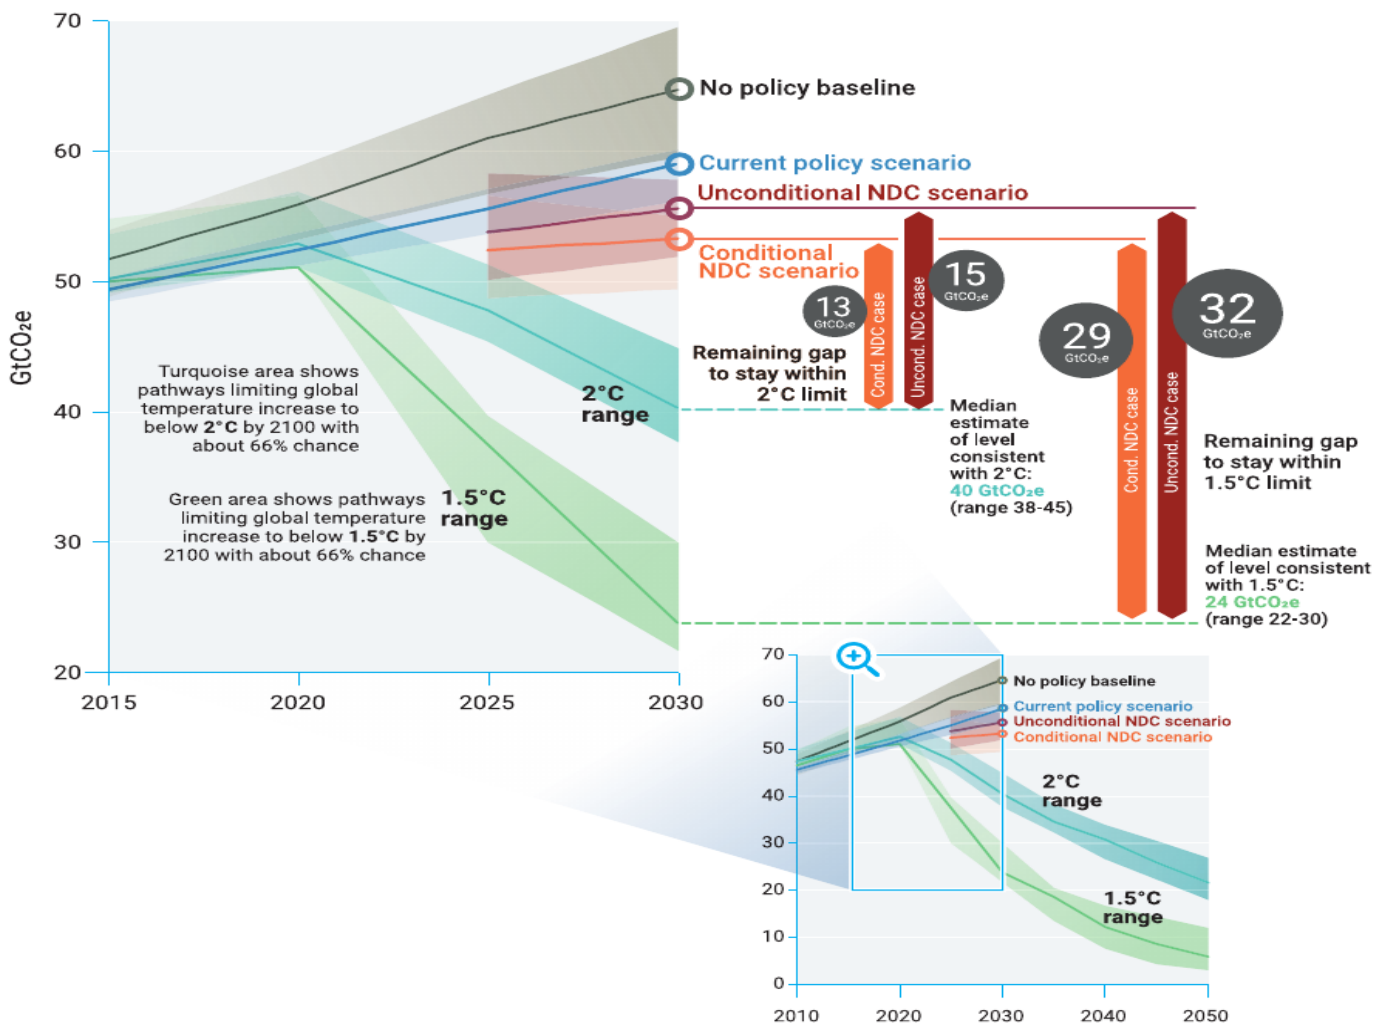 70
GtCO₂e
60
50
40
30
20
2015
2020
2025
2030
No policy baseline
Current policy scenario
Unconditional NDC scenario
Conditional
NDC scenario
Turquoise area shows
pathways limiting global
temperature increase to
below 2°C by 2100 with
about 66% chance
Green area shows pathways
limiting global temperature
increase to below 1.5°C by
2100 with about 66% chance
2°C
range
1.5°C
range
13
GtCO₂e
15
GtCO₂e
29
GtCO₂e
32
GtCO₂e
Cond. NDC case
Uncond. NDC case
Cond. NDC case
Uncond. NDC case
Remaining gap
to stay within
2°C limit
Median
estimate
of level
consistent
with 2°C:
40 GtCO₂e
(range 38-45)
Remaining gap
to stay within
1.5°C limit
Median estimate
of level consistent
with 1.5°C:
24 GtCO₂e
(range 22-30)
70
60
50
40
30
20
10
0
No policy baseline
Current policy scenario
Unconditional NDC scenario
Conditional NDC scenario
2°C
range
1.5°C
range
2010
2020
2030
2040
2050